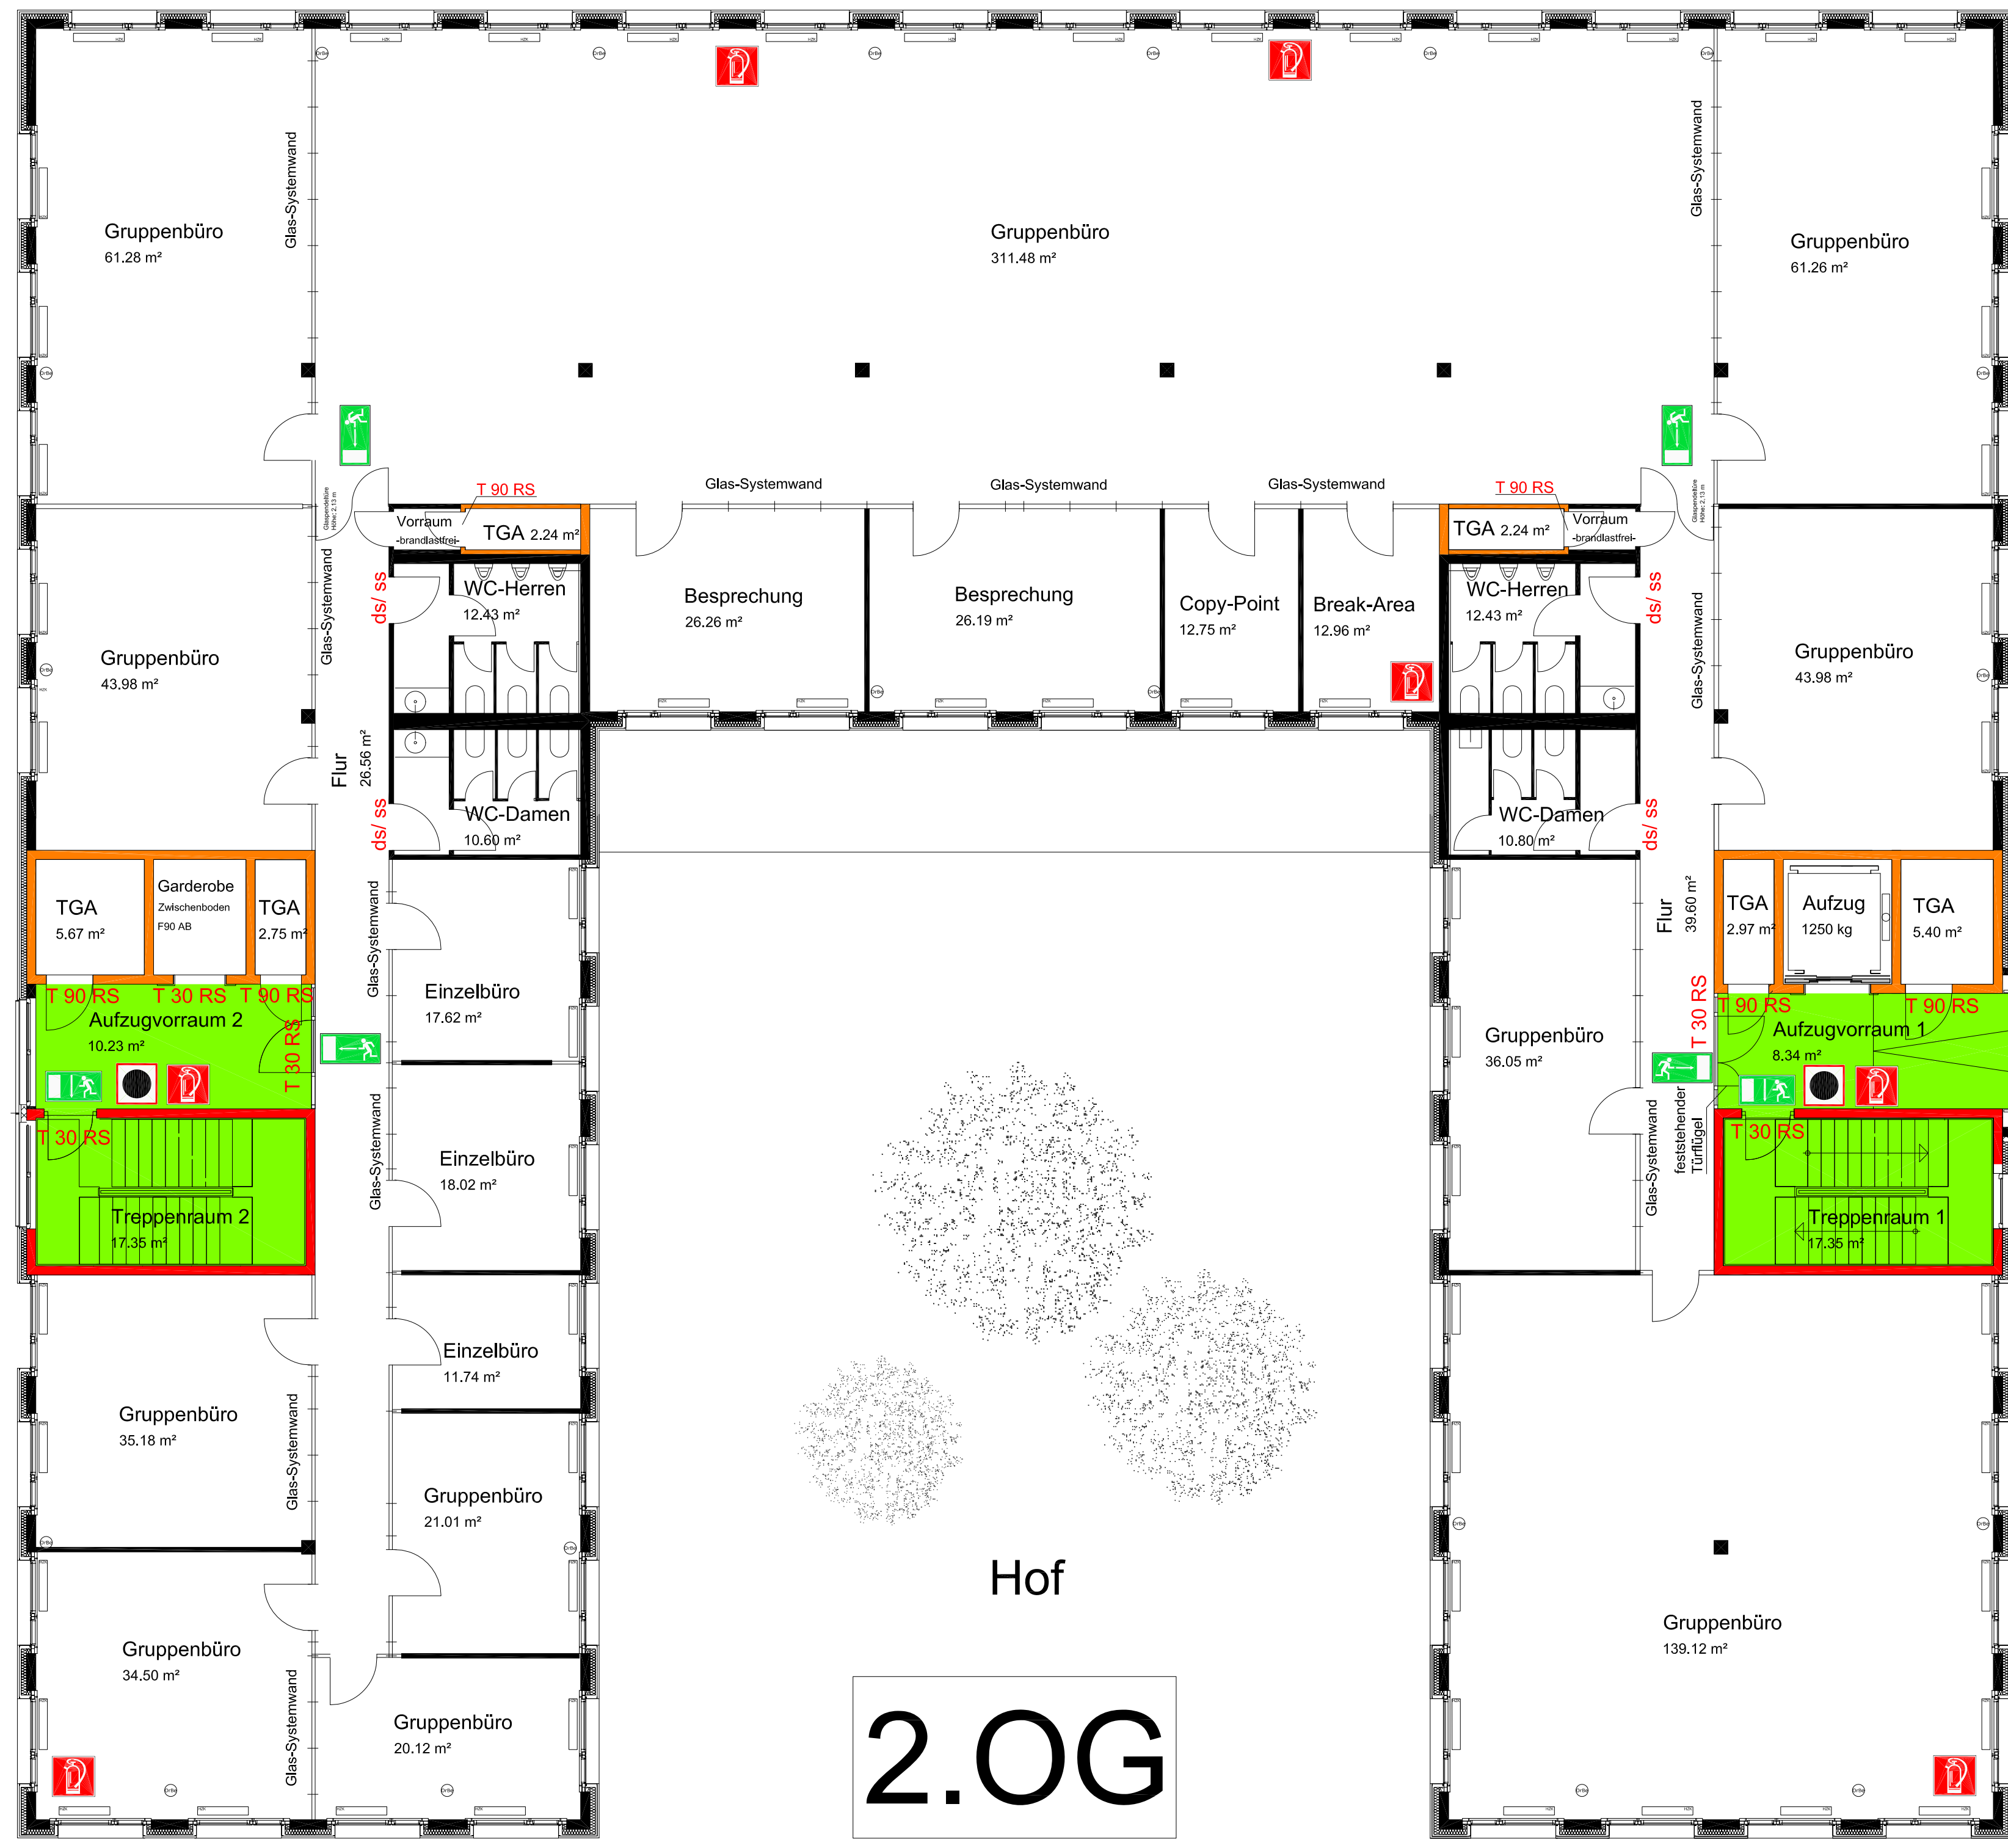 Gruppenbüro
61.28 m²
Glas-Systemwand
Gruppenbüro
311.48 m²
Glas-Systemwand
Gruppenbüro
61.26 m²
Glas-Systemwand
Glas-Systemwand
Glas-Systemwand
T 90 RS
T 90 RS
Glaspendeltüre
Höhe: 2,13 m
Vorraum
-brandlastfrei-
TGA 2.24 m²
TGA 2.24 m²
Vorraum
-brandlastfrei-
Glaspendeltüre
Höhe: 2,13 m
Gruppenbüro
43.98 m²
Glas-Systemwand
ds/ ss
WC-Herren
12.43 m²
Besprechung
26.26 m²
Besprechung
26.19 m²
Copy-Point
12.75 m²
Break-Area
12.96 m²
WC-Herren
12.43 m²
ds/ ss
Glas-Systemwand
Gruppenbüro
43.98 m²
Flur
26.56 m²
ds/ ss
WC-Damen
10.60 m²
WC-Damen
10.80 m²
ds/ ss
TGA
5.67 m²
Garderobe
Zwischenboden
F90 AB
TGA
2.75 m²
Glas-Systemwand
Flur
39.60 m²
TGA
2.97 m²
Aufzug
1250 kg
TGA
5.40 m²
T 90 RS
T 30 RS
T 90 RS
Aufzugvorraum 2
10.23 m²
T 30 RS
Einzelbüro
17.62 m²
Gruppenbüro
36.05 m²
T 30 RS
T 90 RS
T 90 RS
Aufzugvorraum 1
8.34 m²
T 30 RS
Glas-Systemwand
Einzelbüro
18.02 m²
Glas-Systemwand
feststehender
Türflügel
T 30 RS
Treppenraum 2
17.35 m²
Treppenraum 1
17.35 m²
Einzelbüro
11.74 m²
Gruppenbüro
35.18 m²
Glas-Systemwand
Gruppenbüro
21.01 m²
Hof
Gruppenbüro
34.50 m²
Glas-Systemwand
Gruppenbüro
20.12 m²
Gruppenbüro
139.12 m²
2.OG